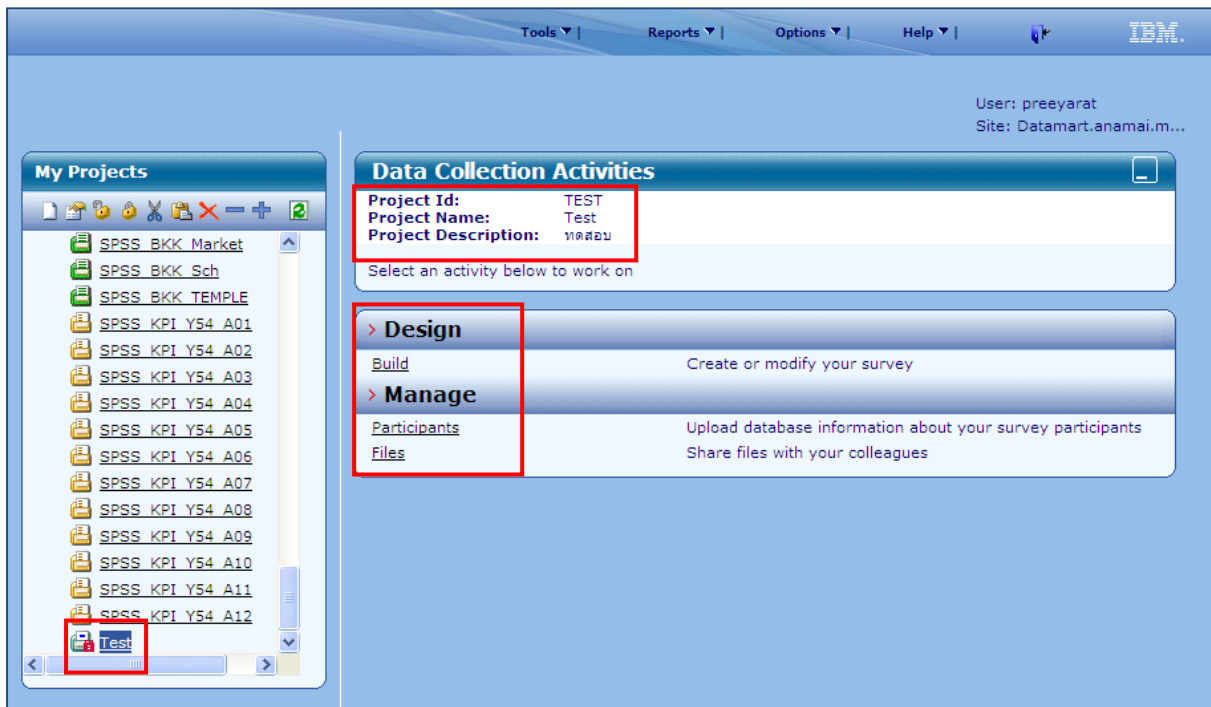 Tools | Reports | Options | Help | IBM.
User: preeyarat
Site: Datamart.anamai.m...
My Projects
SPSS_BKK_Market
SPSS_BKK_Sch
SPSS_BKK_TEMPLE
SPSS_KPI_Y54_A01
SPSS_KPI_Y54_A02
SPSS_KPI_Y54_A03
SPSS_KPI_Y54_A04
SPSS_KPI_Y54_A05
SPSS_KPI_Y54_A06
SPSS_KPI_Y54_A07
SPSS_KPI_Y54_A08
SPSS_KPI_Y54_A09
SPSS_KPI_Y54_A10
SPSS_KPI_Y54_A11
SPSS_KPI_Y54_A12
Test
Data Collection Activities
Project Id: TEST
Project Name: Test
Project Description: ทดสอบ
Select an activity below to work on
> Design
Build Create or modify your survey
> Manage
Participants Upload database information about your survey participants
Files Share files with your colleagues